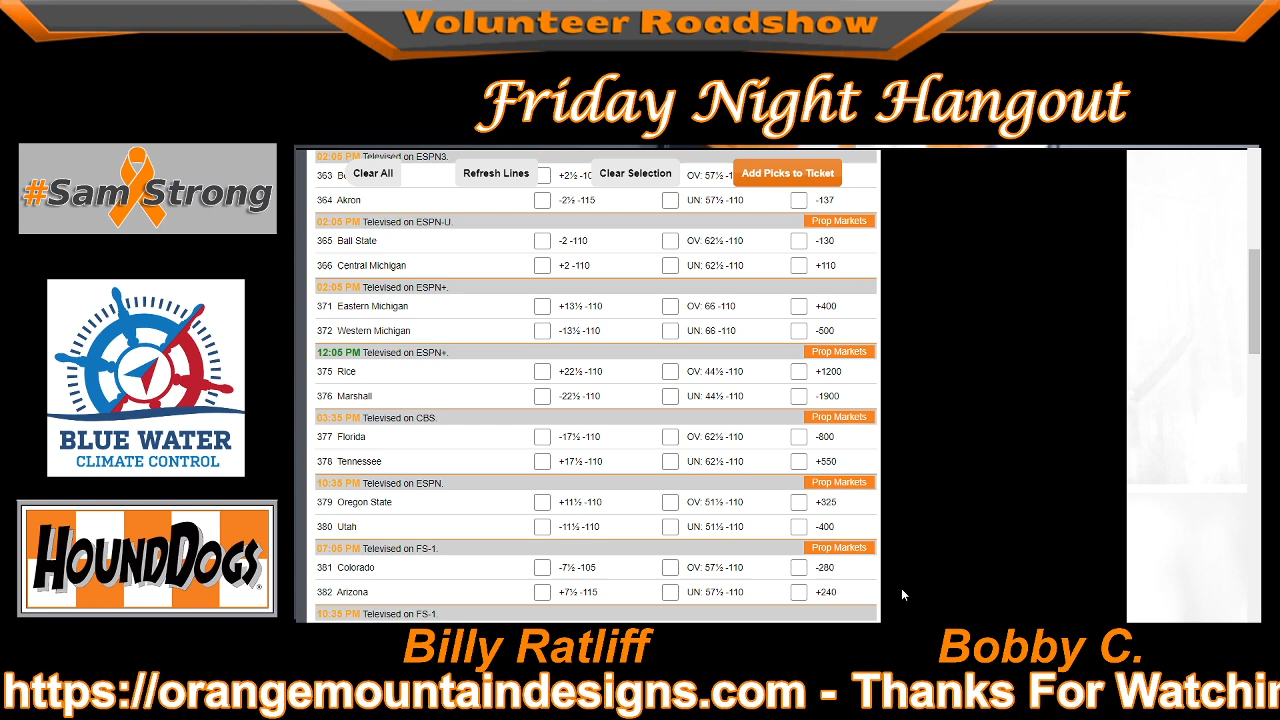 Volunteer Roadshow
Friday Night Hangout
#Sam Strong
BLUE WATER
CLIMATE CONTROL
HOUNDDOGS
02:05 PM Televised on ESPN3.
Clear All Refresh Lines Clear Selection Add Picks to Ticket
363 +2½ OV: 57½
364 Akron -2½ -115 UN: 57½ -110 -137
02:05 PM Televised on ESPN-U. Prop Markets
365 Ball State -2 -110 OV: 62½ -110 -130
366 Central Michigan +2 -110 UN: 62½ -110 +110
02:05 PM Televised on ESPN+.
371 Eastern Michigan +13½ -110 OV: 66 -110 +400
372 Western Michigan -13½ -110 UN: 66 -110 -500
12:05 PM Televised on ESPN+. Prop Markets
375 Rice +22½ -110 OV: 44½ -110 +1200
376 Marshall -22½ -110 UN: 44½ -110 -1900
03:35 PM Televised on CBS. Prop Markets
377 Florida -17½ -110 OV: 62½ -110 -800
378 Tennessee +17½ -110 UN: 62½ -110 +550
10:35 PM Televised on ESPN. Prop Markets
379 Oregon State +11½ -110 OV: 51½ -110 +325
380 Utah -11½ -110 UN: 51½ -110 -400
07:05 PM Televised on FS-1. Prop Markets
381 Colorado -7½ -105 OV: 57½ -110 -280
382 Arizona +7½ -115 UN: 57½ -110 +240
10:35 PM Televised on FS-1.
Billy Ratliff Bobby C.
https://orangemountaindesigns.com - Thanks For Watchin